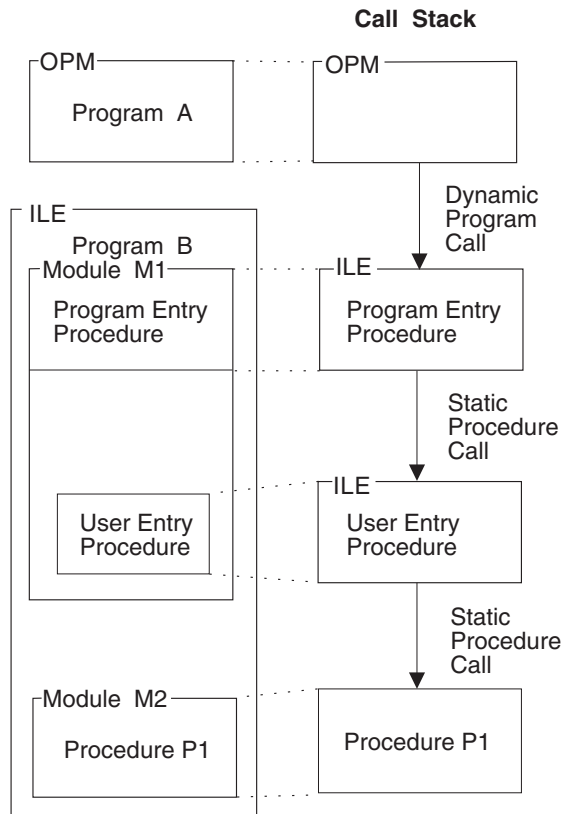 Call Stack
OPM
Program A
OPM
Dynamic
Program
Call
ILE
Program B
Module M1
Program Entry
Procedure
ILE
Program Entry
Procedure
Static
Procedure
Call
User Entry
Procedure
ILE
User Entry
Procedure
Static
Procedure
Call
Module M2
Procedure P1
Procedure P1